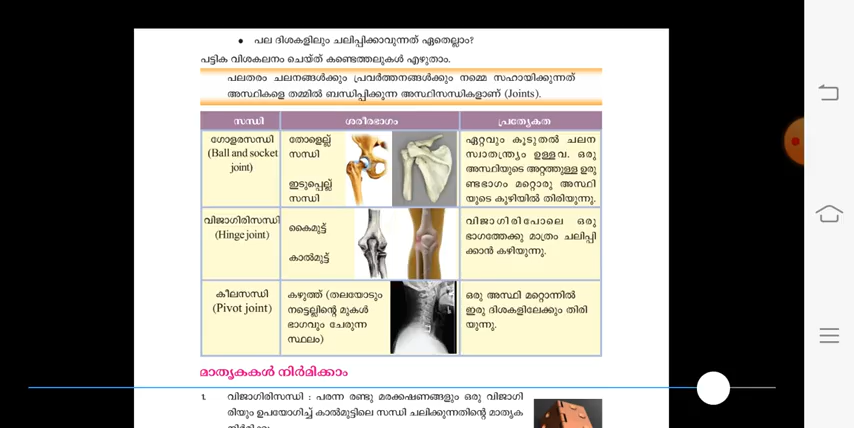 • പല ദിശകളിലും ചലിപ്പിക്കാവുന്നത് ഏതെല്ലാം?
പട്ടിക വിശകലനം ചെയ്ത് കണ്ടെത്തലുകൾ എഴുതാം.
പലതരം ചലനങ്ങൾക്കും പ്രവർത്തനങ്ങൾക്കും നമ്മെ സഹായിക്കുന്നത്
അസ്ഥികളെ തമ്മിൽ ബന്ധിപ്പിക്കുന്ന അസ്ഥിസന്ധികളാണ് (Joints).
സന്ധി ശരീരഭാഗം പ്രത്യേകത
ഗോളരസന്ധി
(Ball and socket
joint)
തോളെല്ല്
സന്ധി
ഇടുപ്പെല്ല്
സന്ധി
ഏറ്റവും കൂടുതൽ ചലന
സ്വാതന്ത്ര്യം ഉള്ളവ. ഒരു
അസ്ഥിയുടെ അറ്റത്തുള്ള ഉരു
ണ്ടഭാഗം മറ്റൊരു അസ്ഥി
യുടെ കുഴിയിൽ തിരിയുന്നു.
വിജാഗിരിസന്ധി
(Hinge joint)
കൈമുട്ട്
കാൽമുട്ട്
വിജാഗിരിപോലെ ഒരു
ഭാഗത്തേക്കു മാത്രം ചലിപ്പി
ക്കാൻ കഴിയുന്നു.
കീലസന്ധി
(Pivot joint)
കഴുത്ത് (തലയോടും
നട്ടെല്ലിന്റെ മുകൾ
ഭാഗവും ചേരുന്ന
സ്ഥലം)
ഒരു അസ്ഥി മറ്റൊന്നിൽ
ഇരു ദിശകളിലേക്കും തിരി
യുന്നു.
മാതൃകകൾ നിർമിക്കാം
1. വിജാഗിരിസന്ധി : പരന്ന രണ്ടു മരക്കഷണങ്ങളും ഒരു വിജാഗി
രിയും ഉപയോഗിച്ച് കാൽമുട്ടിലെ സന്ധി ചലിക്കുന്നതിന്റെ മാതൃക